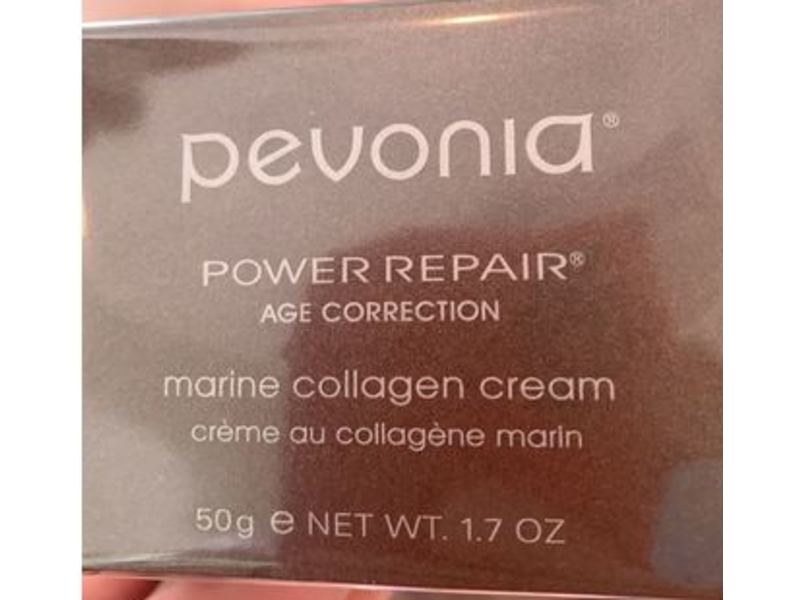 pevonia®
POWER REPAIR®
AGE CORRECTION
marine collagen cream
crème au collagène marin
50g e NET WT. 1.7 OZ